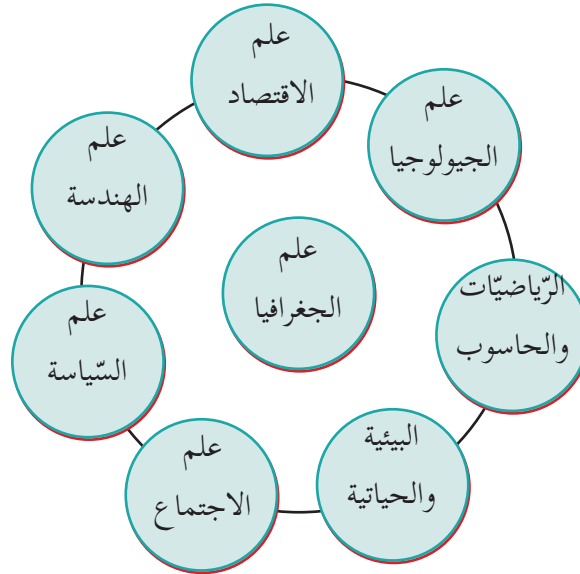 علم
الاقتصاد
علم
الجيولوجيا
علم
الهندسة
علم
الجغرافيا
الرّياضيّات
والحاسوب
علم
السّياسة
البيئية
والحياتية
علم
الاجتماع